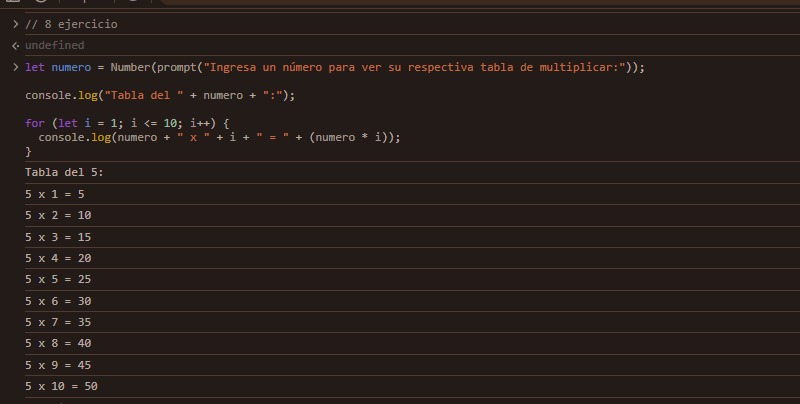 // 8 ejercicio
undefined
let numero = Number(prompt("Ingresa un número para ver su respectiva tabla de multiplicar:"));
console.log("Tabla del " + numero + ":");
for (let i = 1; i <= 10; i++) {
  console.log(numero + " x " + i + " = " + (numero * i));
}
Tabla del 5:
5 x 1 = 5
5 x 2 = 10
5 x 3 = 15
5 x 4 = 20
5 x 5 = 25
5 x 6 = 30
5 x 7 = 35
5 x 8 = 40
5 x 9 = 45
5 x 10 = 50